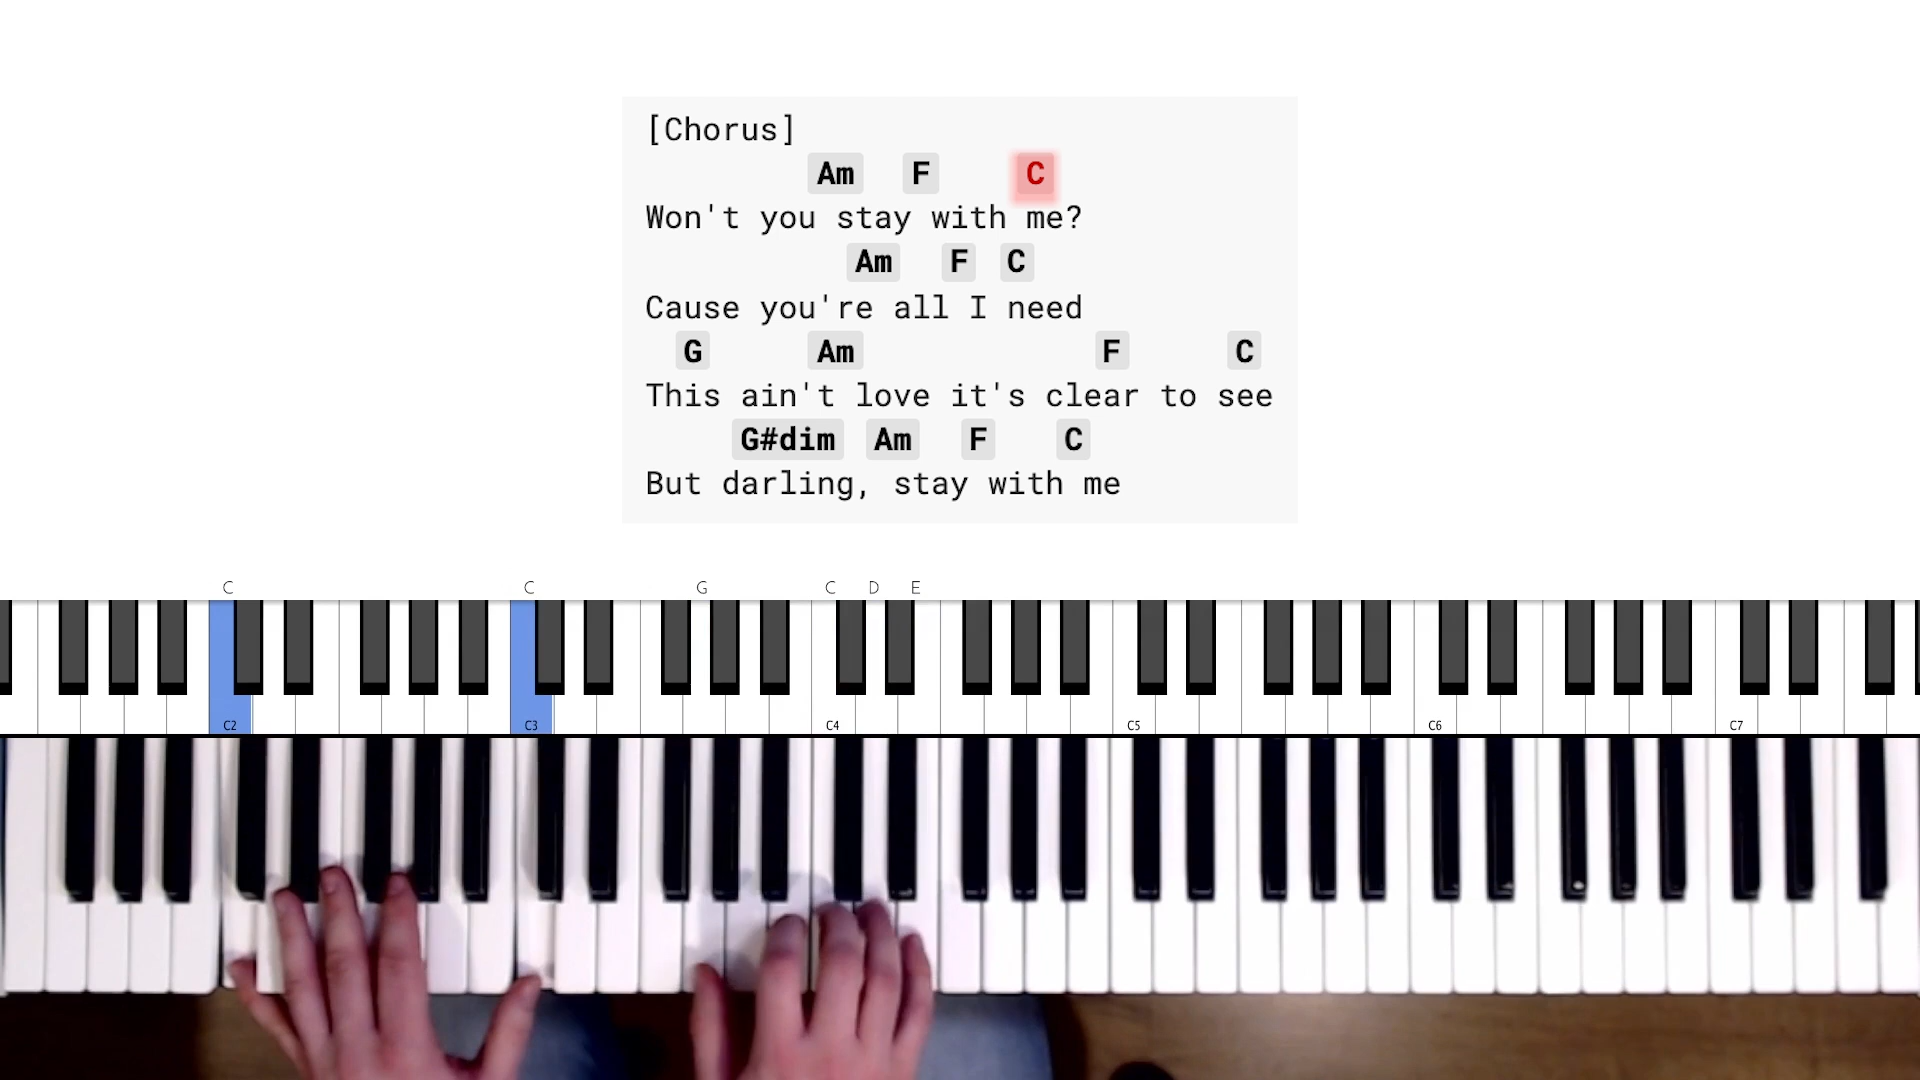 [Chorus]
Am F C
Won't you stay with me?
Am F C
Cause you're all I need
G Am F C
This ain't love it's clear to see
G#dim Am F C
But darling, stay with me
C C G C D E
C2 C3 C4 C5 C6 C7